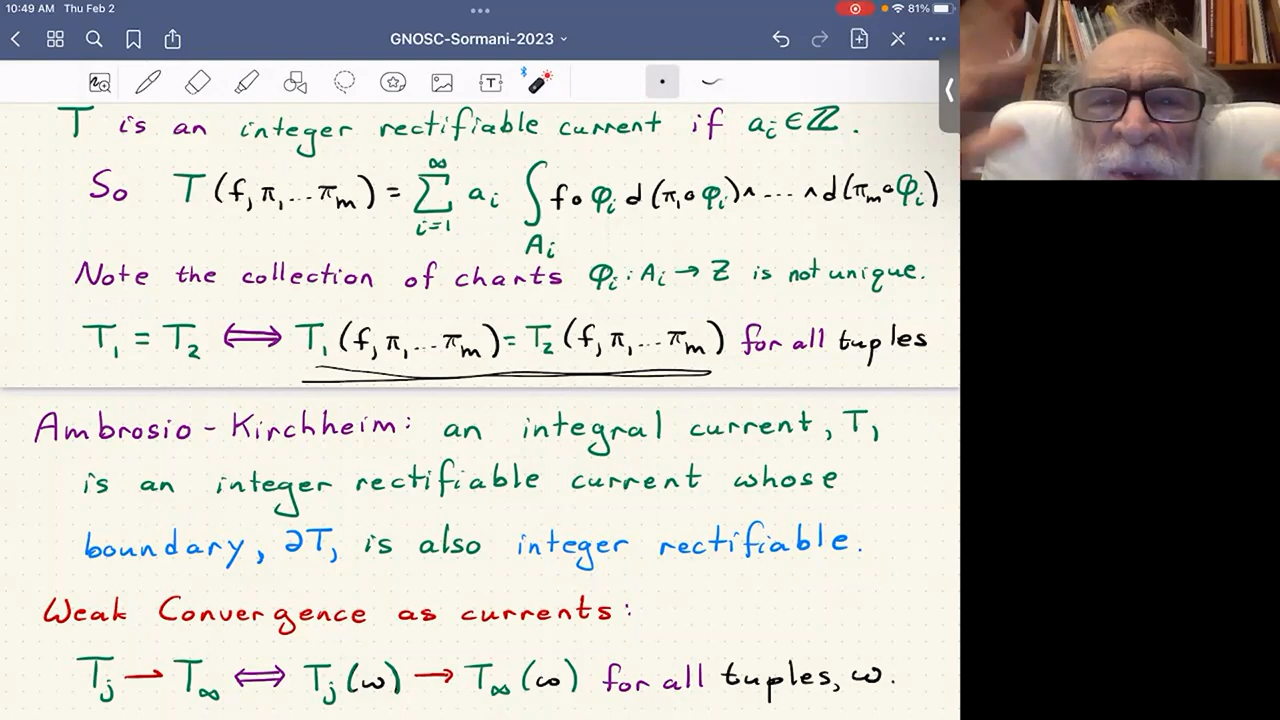 10:49 AM Thu Feb 2
81%
GNOSC-Sormani-2023
T is an integer rectifiable current if aᵢ ∈ ℤ.
So T(f, π₁...πₘ) = ∑_{i=1}^{∞} aᵢ ∫_{Aᵢ} f∘φᵢ d(π₁∘φᵢ)∧....∧d(πₘ∘φᵢ)
Note the collection of charts φᵢ: Aᵢ → Z is not unique.
T₁ = T₂ ⟺ T₁(f, π₁...πₘ) = T₂(f, π₁...πₘ) for all tuples
Ambrosio-Kirchheim: an integral current, T,
is an integer rectifiable current whose
boundary, ∂T, is also integer rectifiable.
Weak Convergence as currents:
Tⱼ → T_∞ ⟺ Tⱼ(ω) → T_∞(ω) for all tuples, ω.